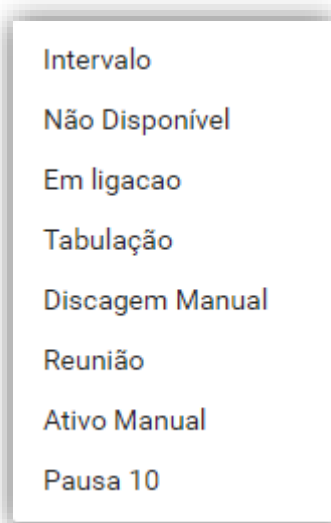 Intervalo
Não Disponível
Em ligacao
Tabulação
Discagem Manual
Reunião
Ativo Manual
Pausa 10